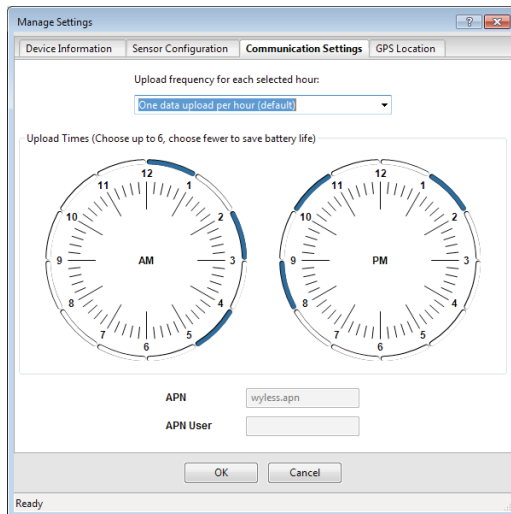 Manage Settings
Device Information Sensor Configuration Communication Settings GPS Location
Upload frequency for each selected hour:
One data upload per hour (default)
Upload Times (Choose up to 6, choose fewer to save battery life)
12 1 2 3 4 5 6 7 8 9 10 11
AM
12 1 2 3 4 5 6 7 8 9 10 11
PM
APN wyless.apn
APN User
OK Cancel
Ready